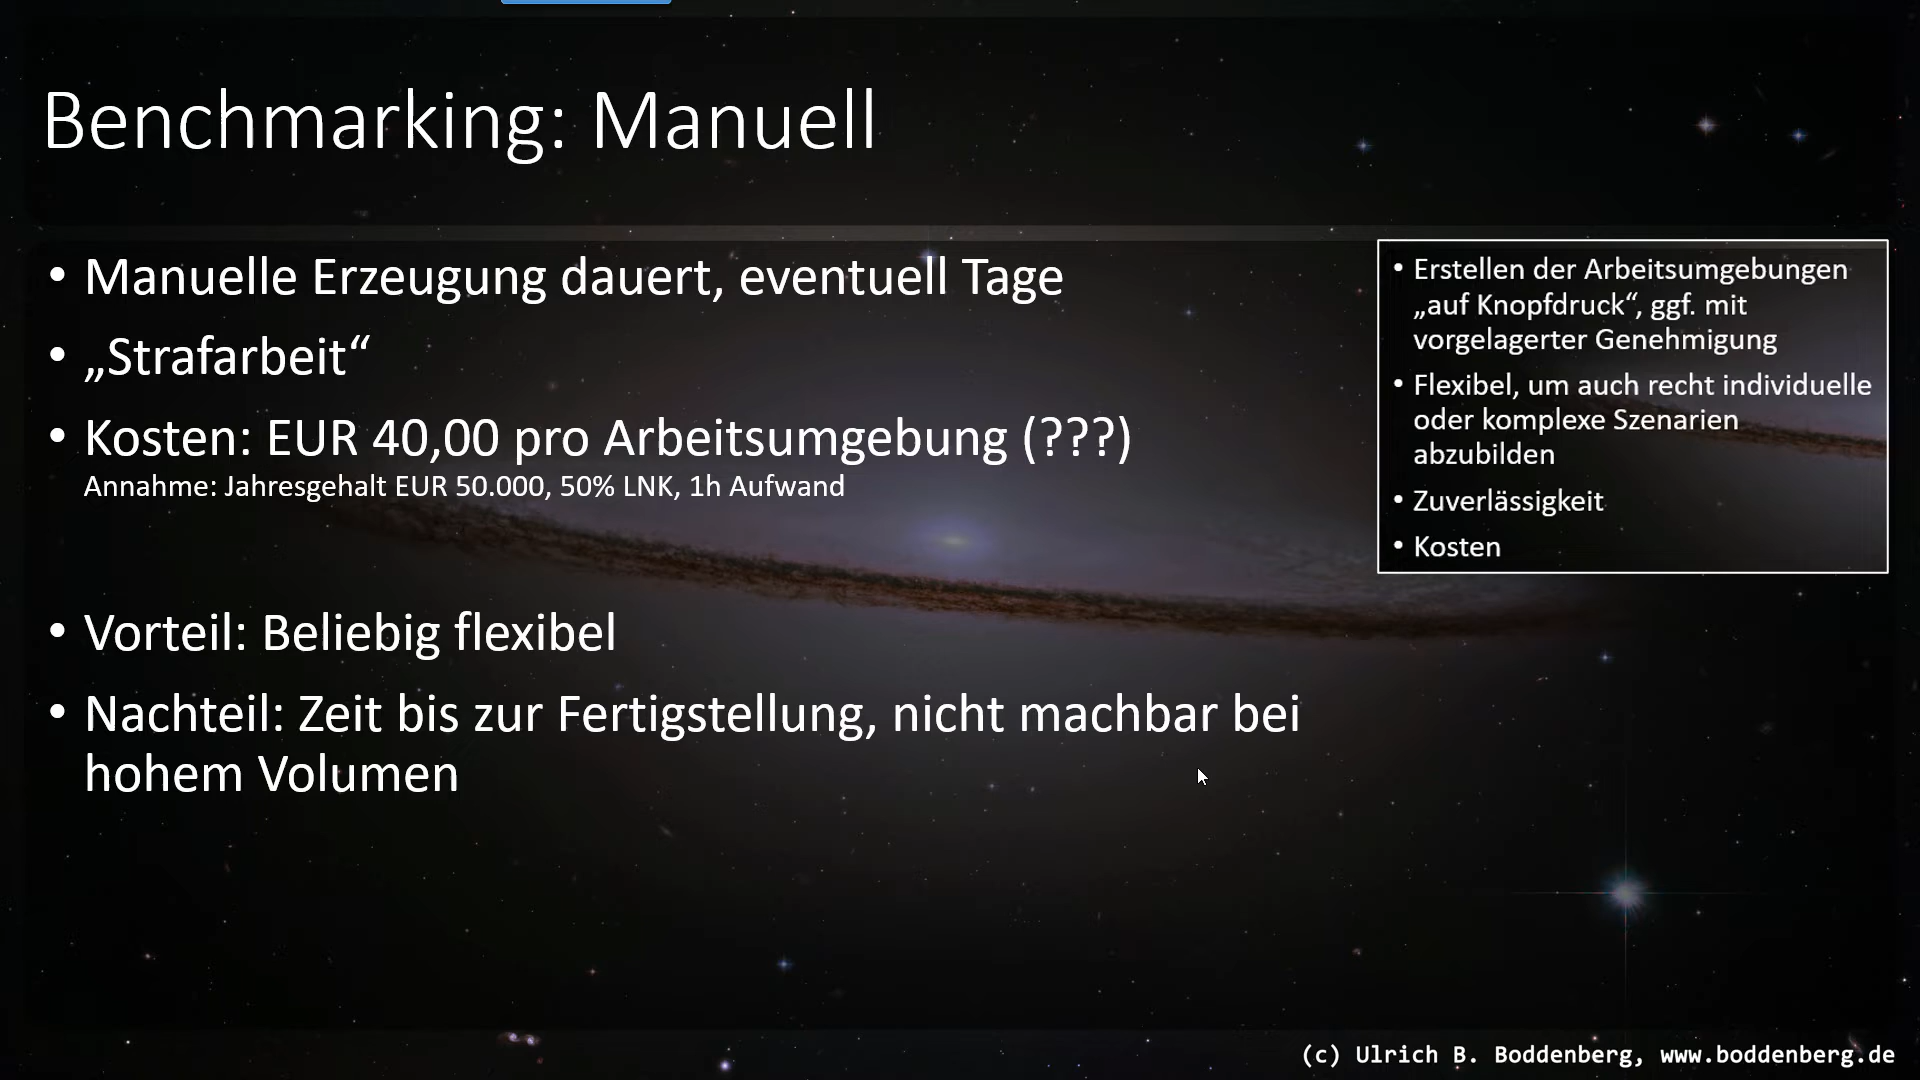 Benchmarking: Manuell
• Manuelle Erzeugung dauert, eventuell Tage
• „Strafarbeit“
• Kosten: EUR 40,00 pro Arbeitsumgebung (???)
Annahme: Jahresgehalt EUR 50.000, 50% LNK, 1h Aufwand
• Vorteil: Beliebig flexibel
• Nachteil: Zeit bis zur Fertigstellung, nicht machbar bei
hohem Volumen
• Erstellen der Arbeitsumgebungen
„auf Knopfdruck“, ggf. mit
vorgelagerter Genehmigung
• Flexibel, um auch recht individuelle
oder komplexe Szenarien
abzubilden
• Zuverlässigkeit
• Kosten
(c) Ulrich B. Boddenberg, www.boddenberg.de